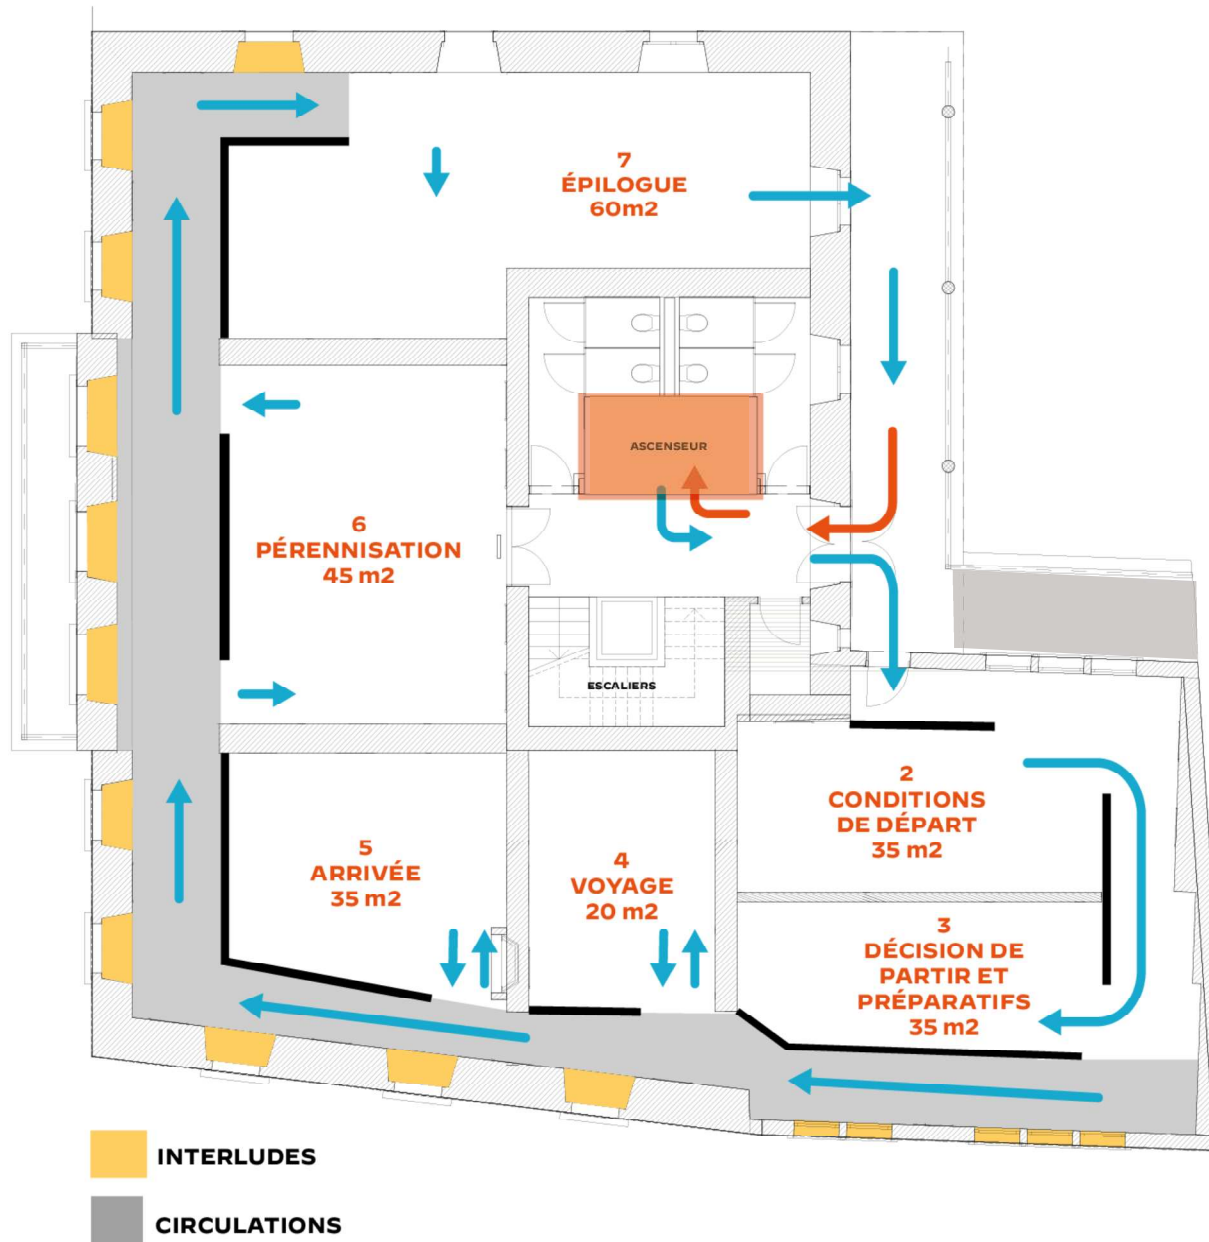 7
ÉPILOGUE
60m2
ASCENSEUR
6
PÉRENNISATION
45 m2
ESCALIERS
2
CONDITIONS
DE DÉPART
35 m2
5
ARRIVÉE
35 m2
4
VOYAGE
20 m2
3
DÉCISION DE
PARTIR ET
PRÉPARATIFS
35 m2
INTERLUDES
CIRCULATIONS